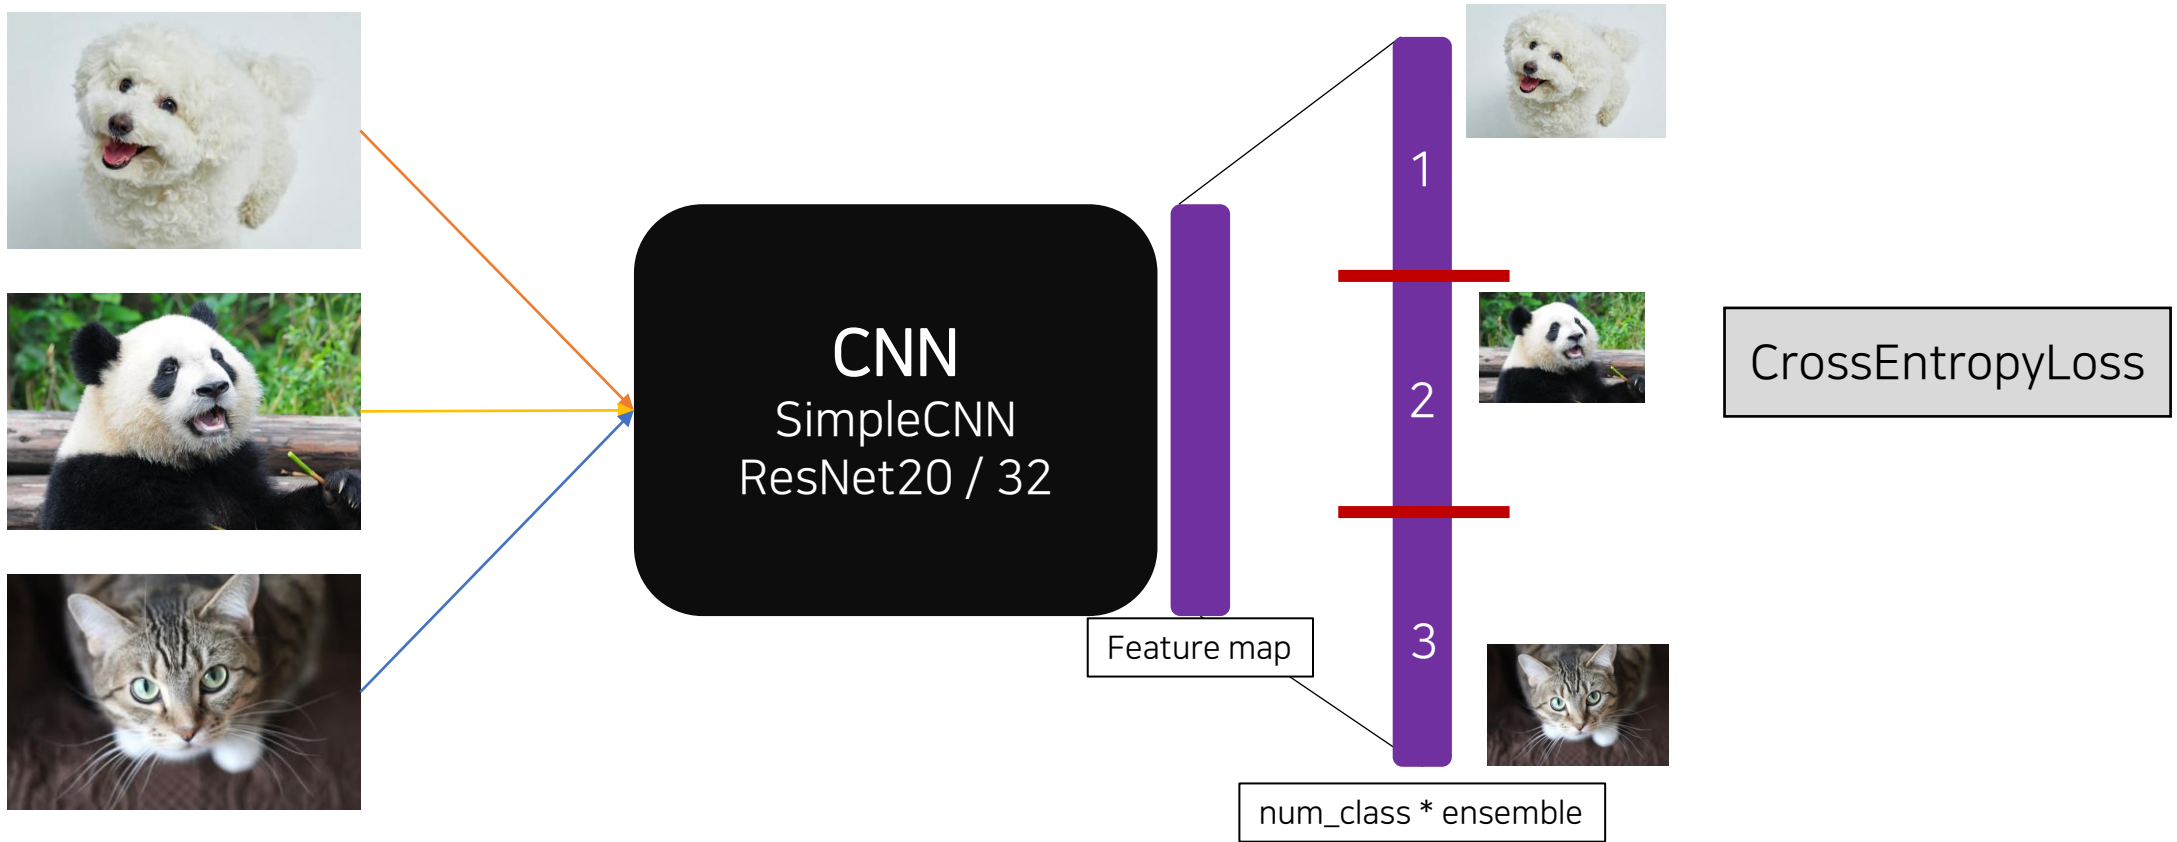 CNN
SimpleCNN
ResNet20 / 32
Feature map
1
2
3
num_class * ensemble
CrossEntropyLoss